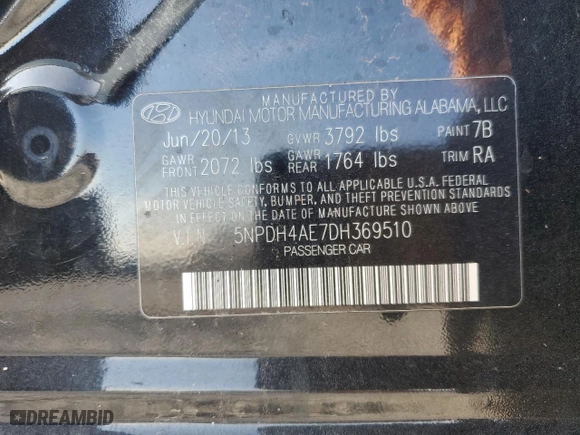 MANUFACTURED BY
HYUNDAI MOTOR MANUFACTURING ALABAMA, LLC
Jun/20/13 GVWR 3792 lbs PAINT 7B
GAWR FRONT 2072 lbs GAWR REAR 1764 lbs TRIM RA
THIS VEHICLE CONFORMS TO ALL APPLICABLE U.S.A. FEDERAL
MOTOR VEHICLE SAFETY, BUMPER, AND THEFT PREVENTION STANDARDS
IN EFFECT ON THE DATE OF MANUFACTURE SHOWN ABOVE.
V.I.N 5NPDH4AE7DH369510
PASSENGER CAR
DREAMBID